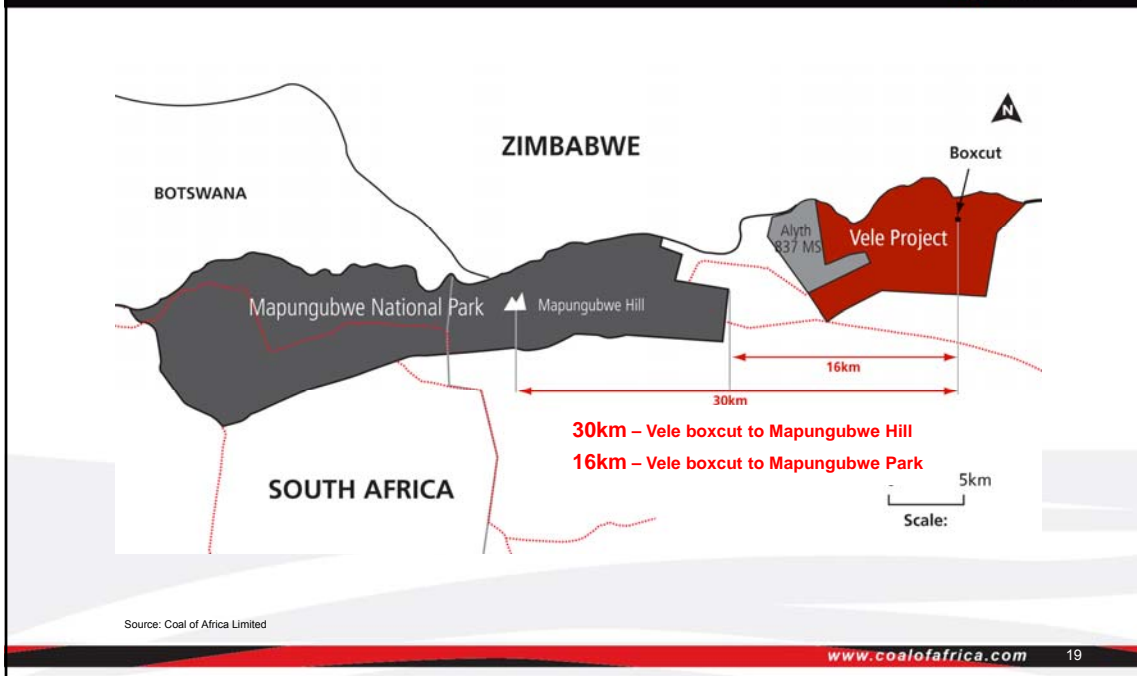 N
ZIMBABWE
Boxcut
BOTSWANA
Alyth
837 MS
Vele Project
Mapungubwe National Park
Mapungubwe Hill
16km
30km
30km – Vele boxcut to Mapungubwe Hill
16km – Vele boxcut to Mapungubwe Park
SOUTH AFRICA
5km
Scale:
Source: Coal of Africa Limited
www.coalofafrica.com 19